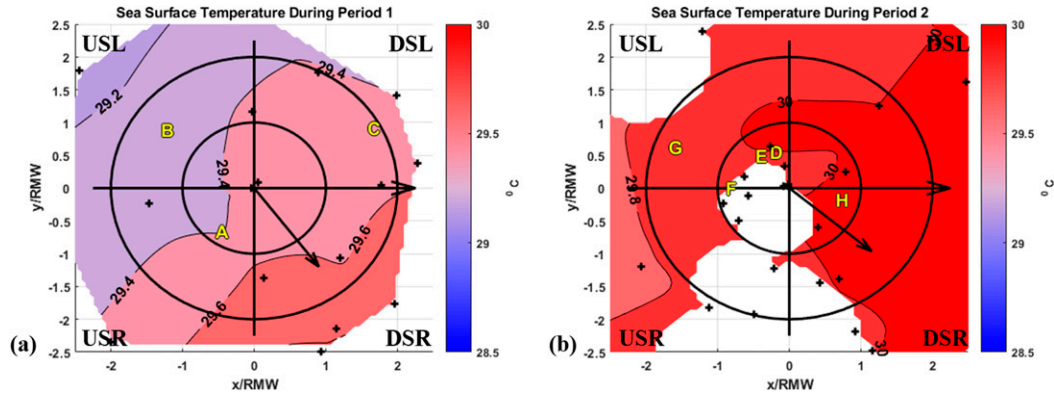 Sea Surface Temperature During Period 1
USL
DSL
USR
DSR
A
B
C
29.2
29.4
29.4
29.4
29.6
29.6
2.5
2
1.5
1
0.5
0
-0.5
-1
-1.5
-2
-2.5
y/RMW
-2
-1
0
1
2
x/RMW
30
29.5
29
28.5
⁰ C
(a)
Sea Surface Temperature During Period 2
USL
DSL
USR
DSR
D
E
F
G
H
30
30
30
29.8
2.5
2
1.5
1
0.5
0
-0.5
-1
-1.5
-2
-2.5
y/RMW
-2
-1
0
1
2
x/RMW
30
29.5
29
28.5
⁰ C
(b)